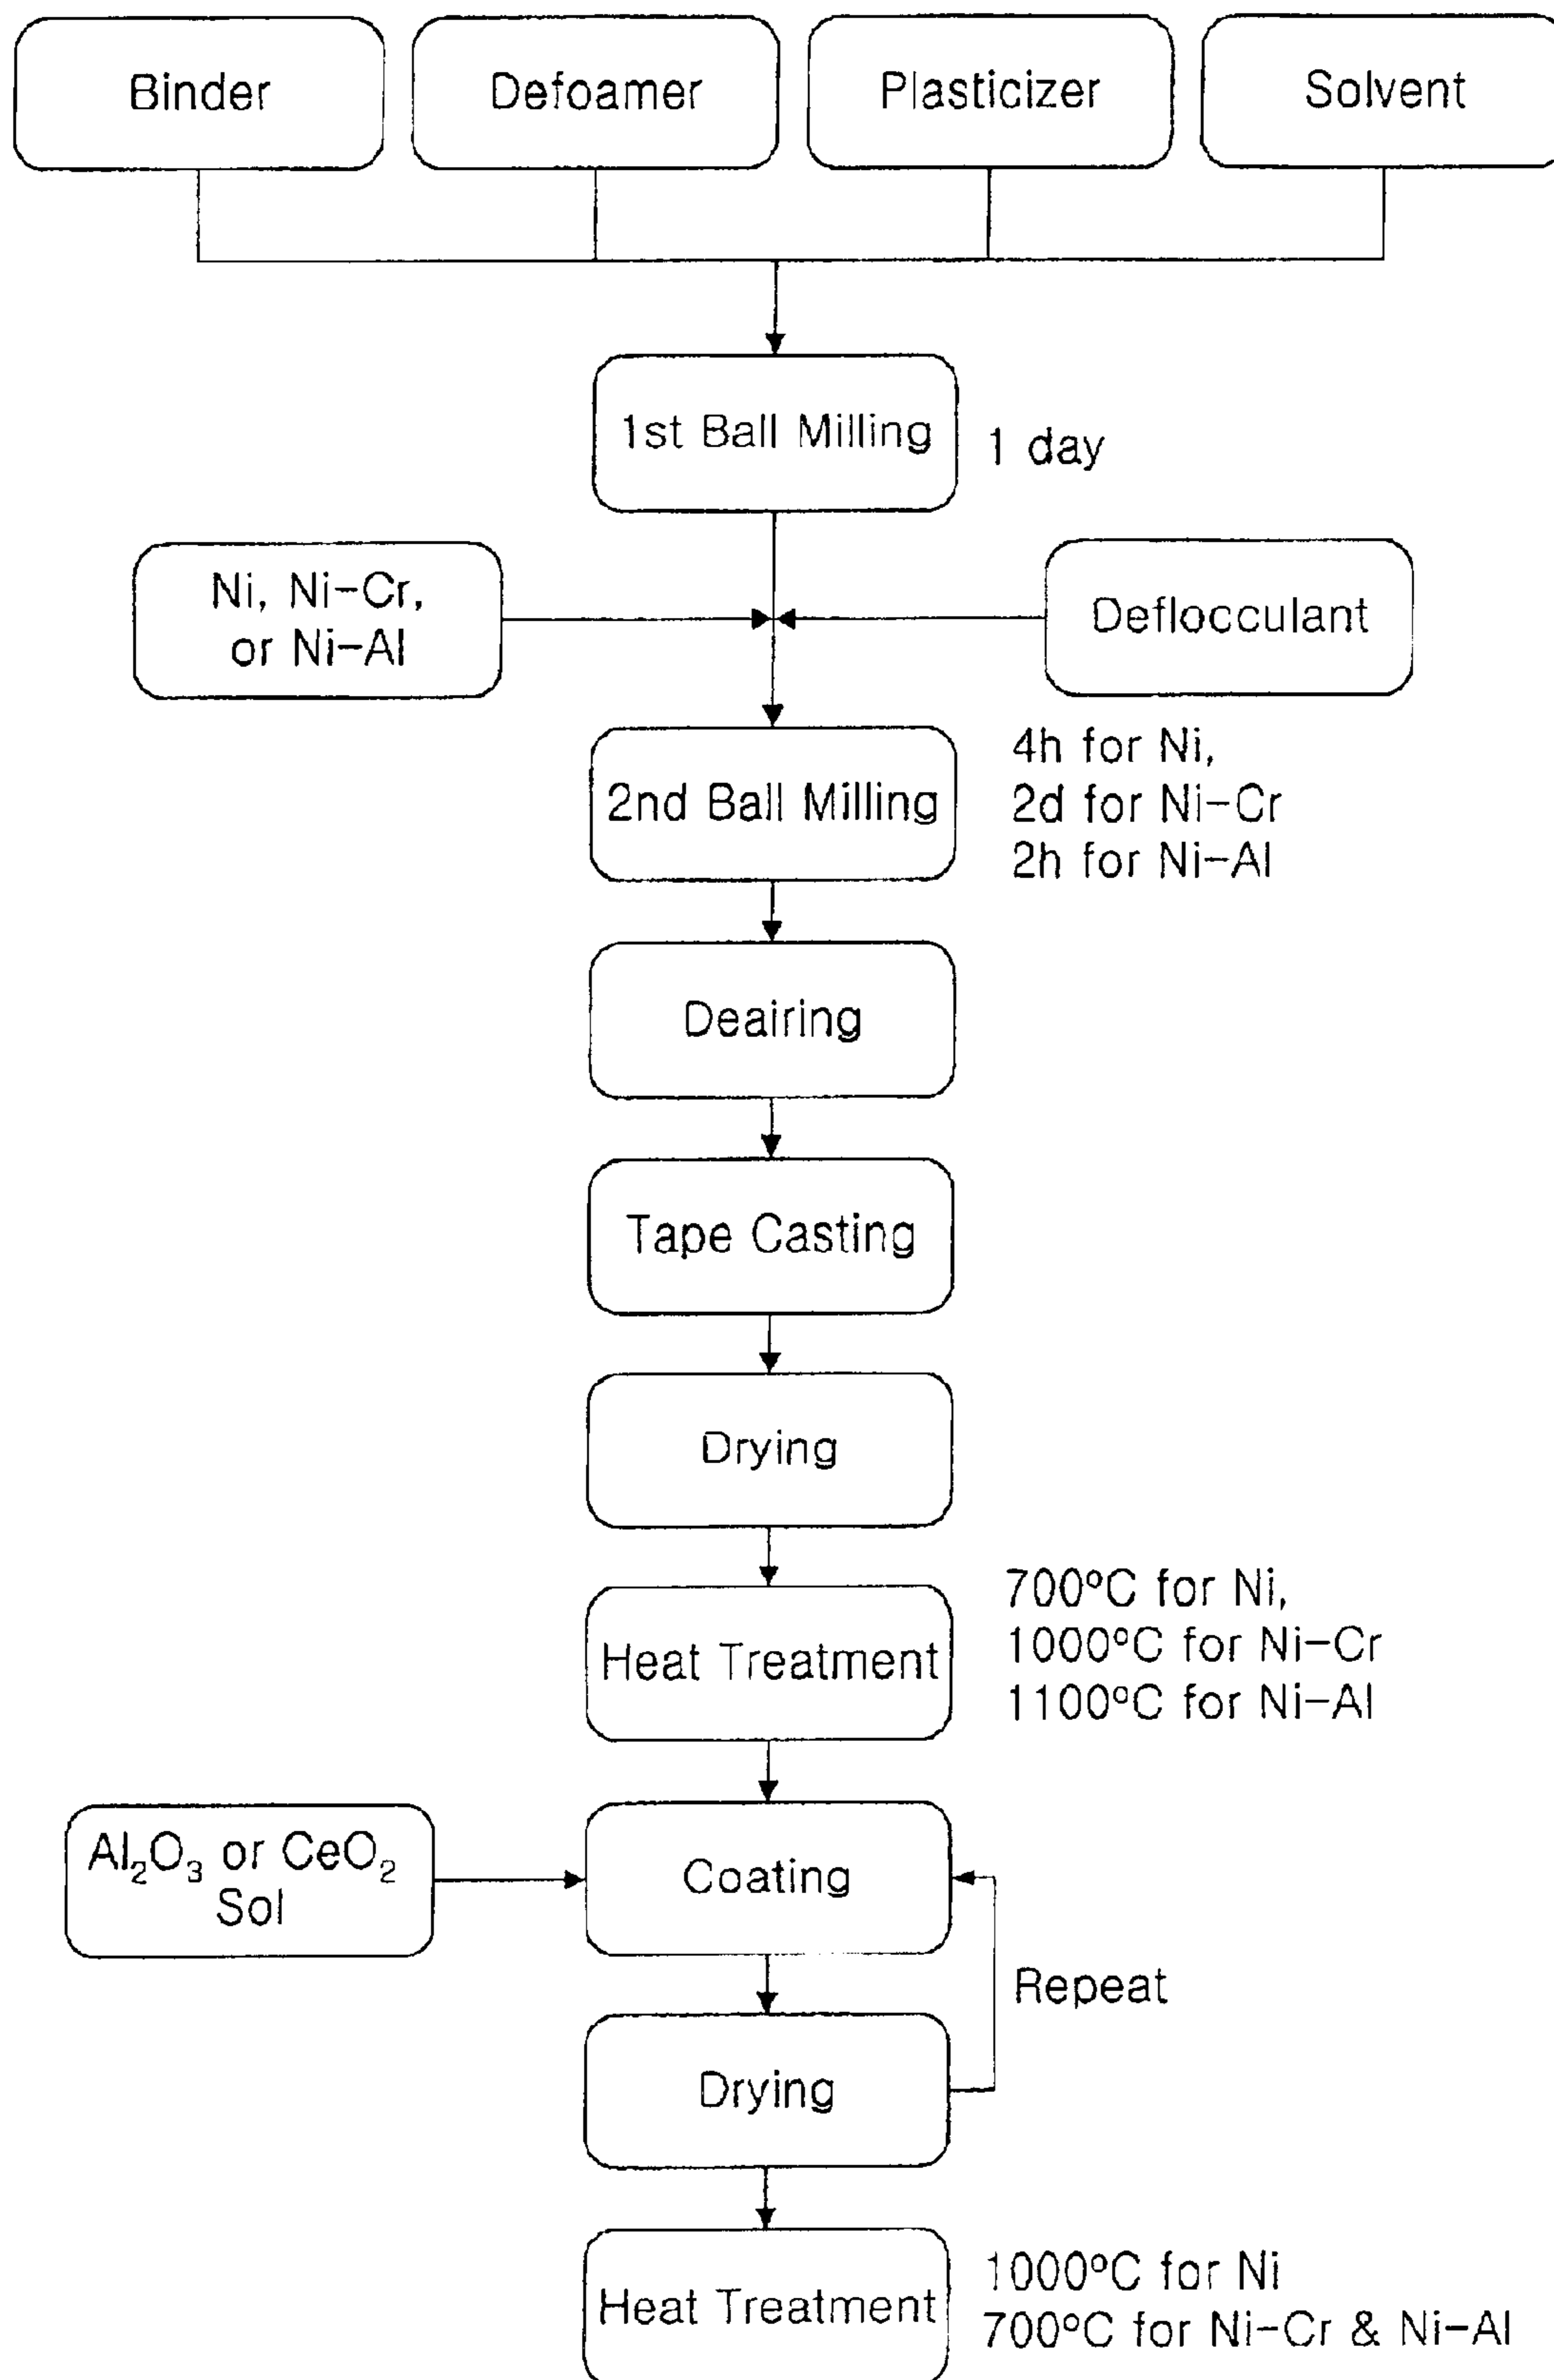 Binder
Defoamer
Plasticizer
Solvent
1st Ball Milling
1 day
Ni, Ni-Cr,
or Ni-Al
Deflocculant
2nd Ball Milling
4h for Ni,
2d for Ni-Cr
2h for Ni-Al
Deairing
Tape Casting
Drying
Heat Treatment
700°C for Ni,
1000°C for Ni-Cr
1100°C for Ni-Al
Al₂O₃ or CeO₂
Sol
Coating
Repeat
Drying
Heat Treatment
1000°C for Ni
700°C for Ni-Cr & Ni-Al